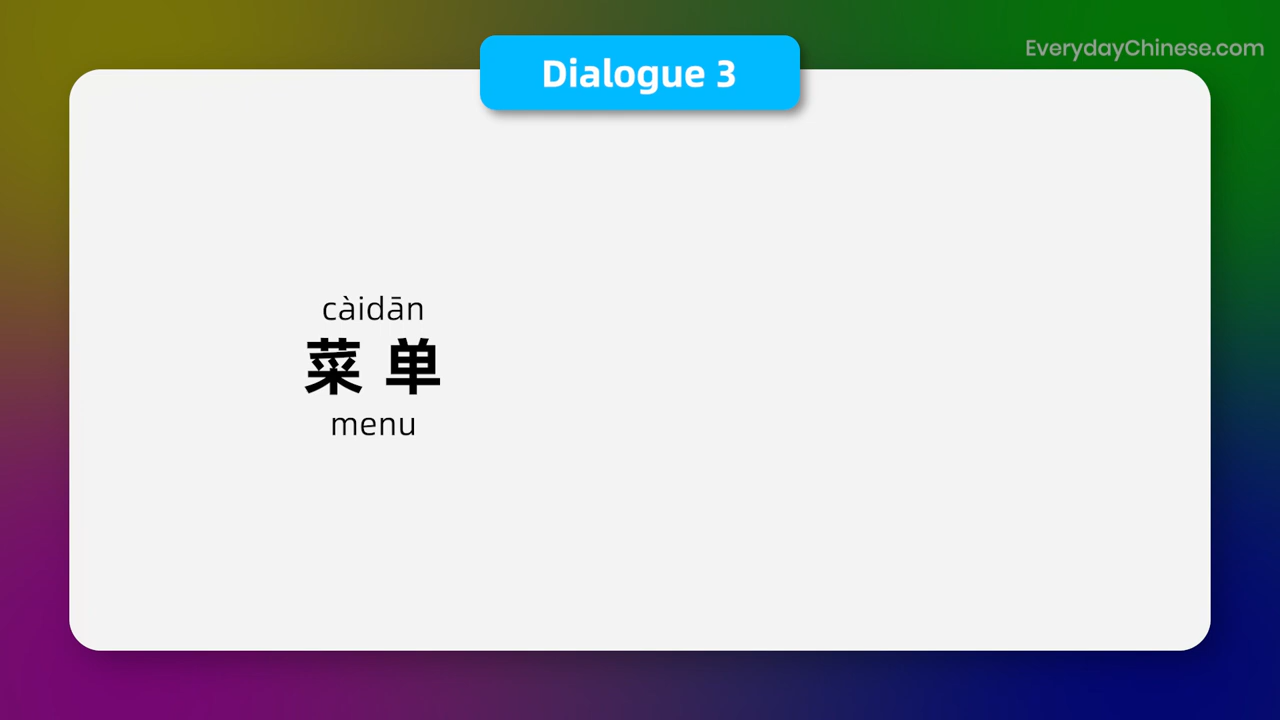 EverydayChinese.com
Dialogue 3
càidān
菜单
menu